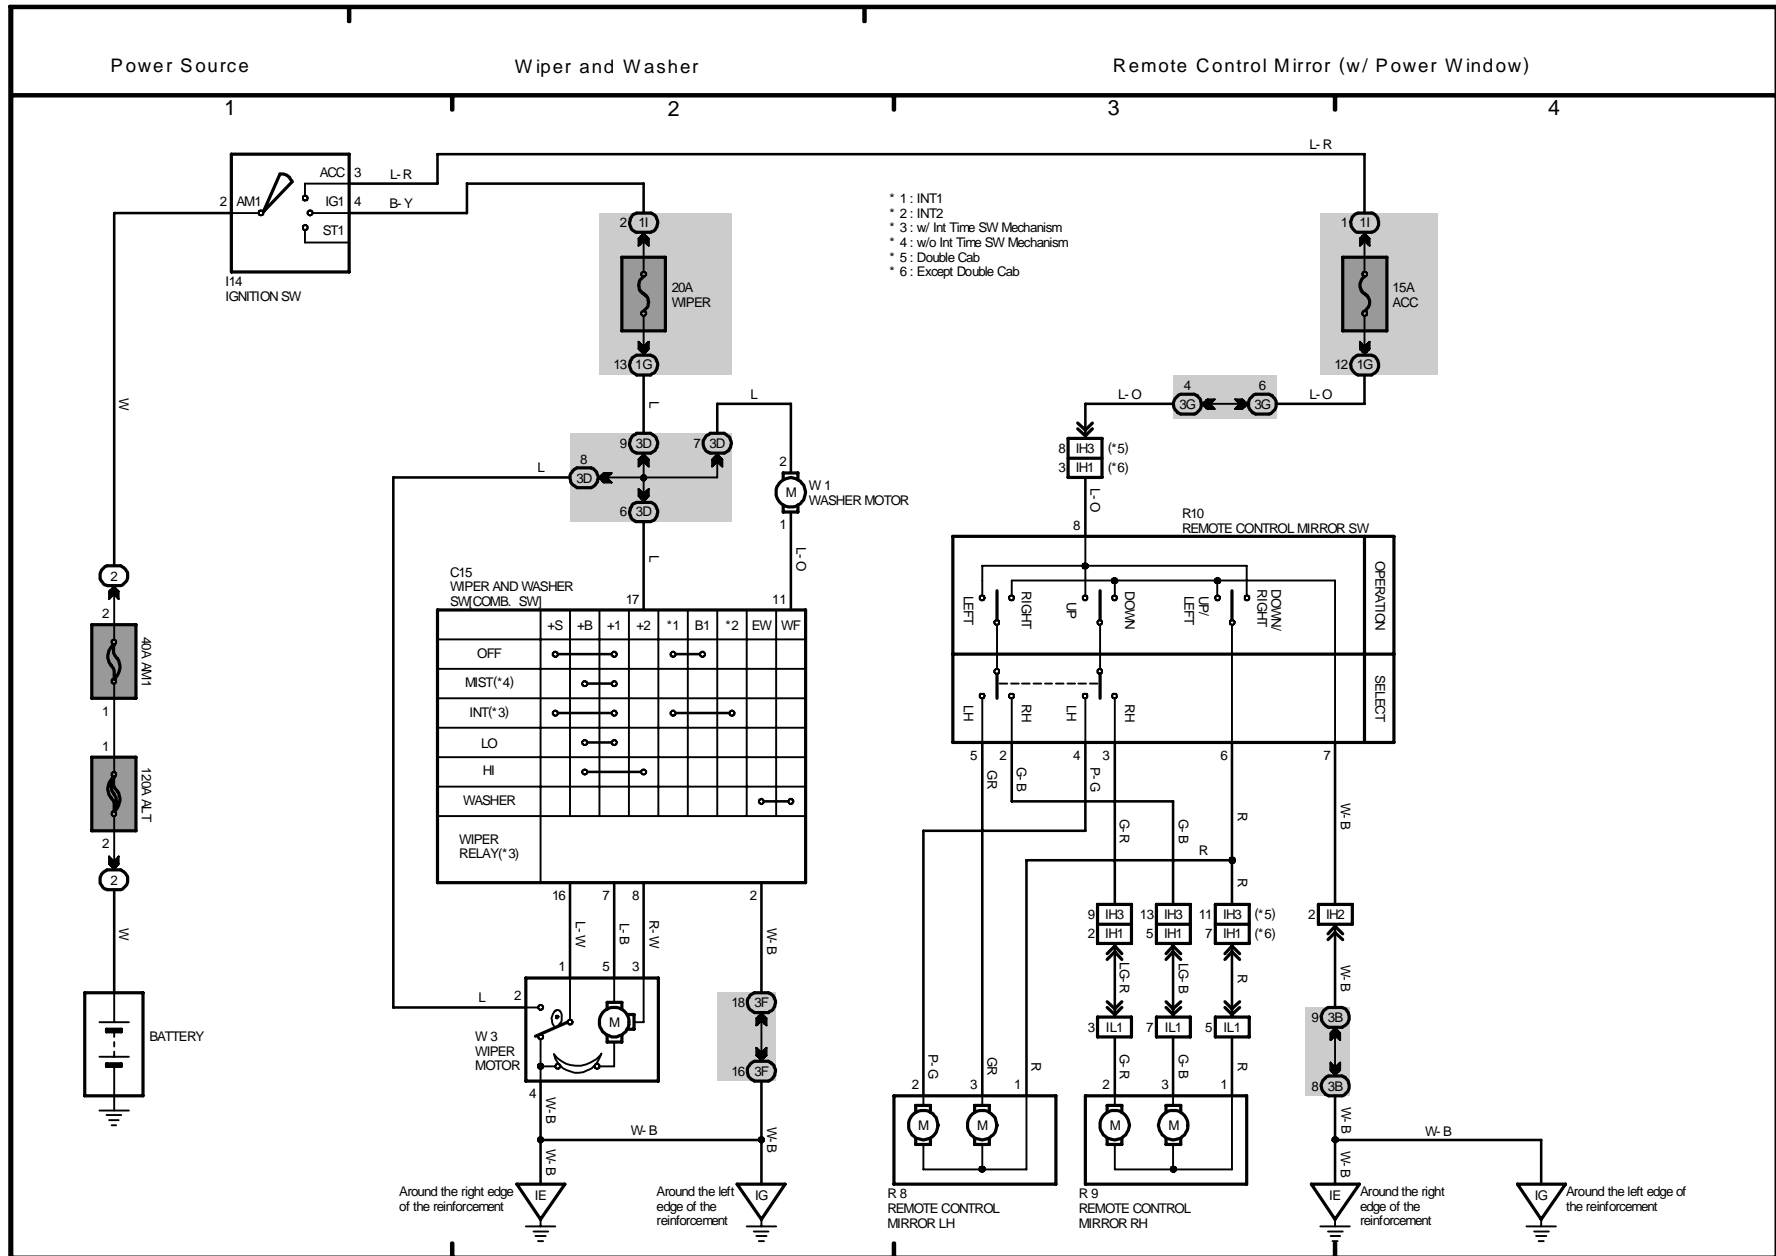 Power Source
Wiper and Washer
Remote Control Mirror (w/ Power Window)
1
2
3
4
L-R
ACC 3 L-R
2 AM1
IG1 4 B-Y
ST1
I14
IGNITION SW
* 1 : INT1
* 2 : INT2
* 3 : w/ Int Time SW Mechanism
* 4 : w/o Int Time SW Mechanism
* 5 : Double Cab
* 6 : Except Double Cab
2 1I
20A
WIPER
13 1G
1 1I
15A
ACC
12 1G
W
L
L
L-O
4
3G
6
3G
L-O
9 3D
7 3D
8
3D
L
6 3D
8 IH3 (*5)
3 IH1 (*6)
2
M
W 1
WASHER MOTOR
1
L-O
L-O
L
8
R10
REMOTE CONTROL MIRROR SW
2
2
40A AM1
1
1
120A ALT
2
2
W
BATTERY
C15
WIPER AND WASHER
SW[COMB. SW]
17
11
+S +B +1 +2 *1 B1 *2 EW WF
OFF
MIST(*4)
INT(*3)
LO
HI
WASHER
WIPER
RELAY(*3)
16 7 8 2
L-W
L-B
R-W
W-B
LEFT
RIGHT
UP
DOWN
UP/
LEFT
DOWN/
RIGHT
OPERATION
LH
RH
LH
RH
SELECT
5 2 4 3 6 7
GR
G-B
P-G
G-R
G-B
R
W-B
R
R
9 IH3 13 IH3 11 IH3 (*5)
2 IH1 5 IH1 7 IH1 (*6)
2 IH2
LG-R
LG-B
R
W-B
3 IL1 7 IL1 5 IL1
1 5 3
L 2
M
W 3
WIPER
MOTOR
4
18 3F
16 3F
9 3B
8 3B
P-G
GR
R
G-R
G-B
R
2 3 1
2 3 1
M M
M M
R 8
REMOTE CONTROL
MIRROR LH
R 9
REMOTE CONTROL
MIRROR RH
W-B
W-B
W-B
W-B
W-B
W-B
W-B
Around the right edge
of the reinforcement
IE
Around the left
edge of the
reinforcement
IG
IE
Around the right
edge of the
reinforcement
IG
Around the left edge of
the reinforcement